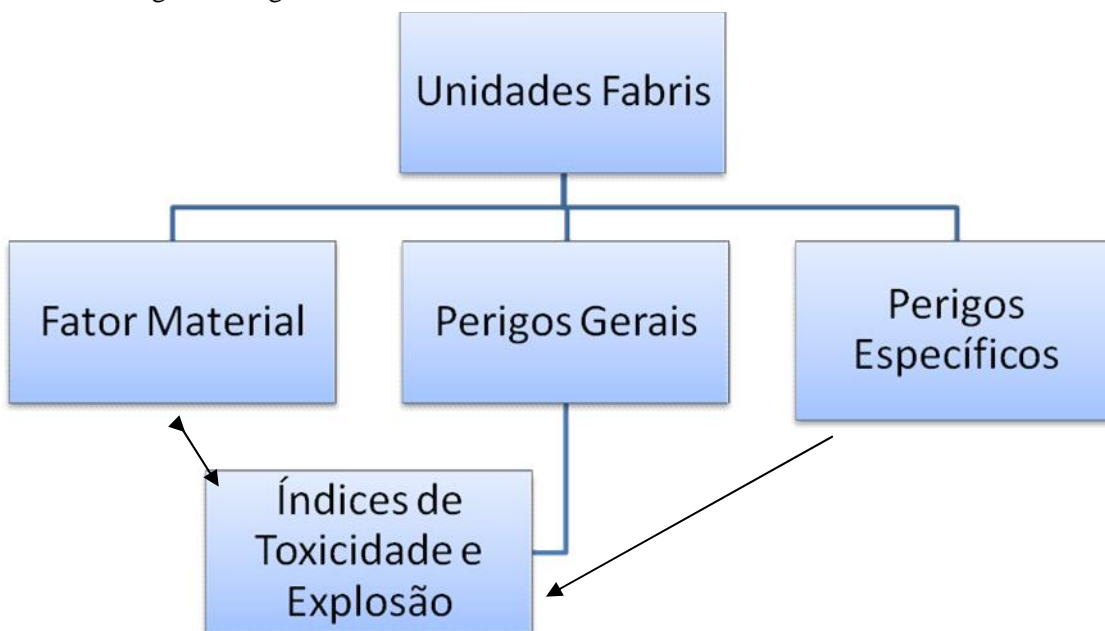 Unidades Fabris
Fator Material
Perigos Gerais
Perigos
Específicos
Índices de
Toxicidade e
Explosão